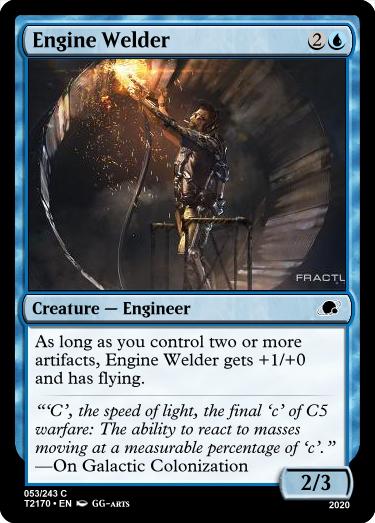 Engine Welder 2
FRACTL
Creature — Engineer
As long as you control two or more
artifacts, Engine Welder gets +1/+0
and has flying.
“‘C’, the speed of light, the final ‘c’ of C5
warfare: The ability to react to masses
moving at a measurable percentage of ‘c’.”
—On Galactic Colonization
2/3
053/243 C
T2170 • EN GG-ARTS
2020